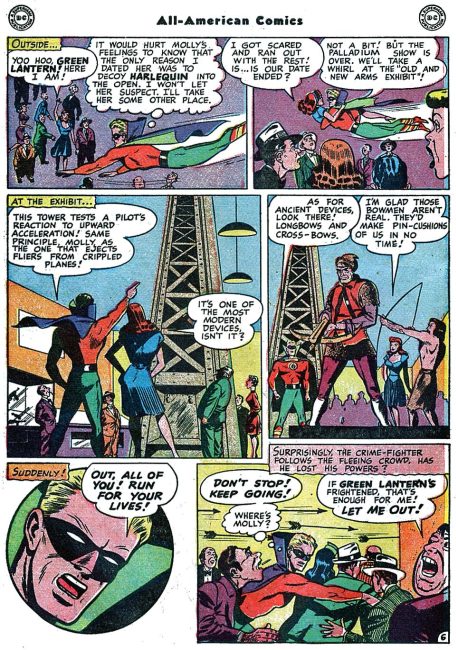 DC
All-American Comics
DC
OUTSIDE...
YOO HOO, GREEN
LANTERN! HERE
I AM!
IT WOULD HURT MOLLY'S
FEELINGS TO KNOW THAT
THE ONLY REASON I
DATED HER WAS TO
DECOY HARLEQUIN INTO
THE OPEN. I WON'T LET
HER SUSPECT. I'LL TAKE
HER SOME OTHER PLACE.
I GOT SCARED
AND RAN OUT
WITH THE REST!
IS...IS OUR DATE
ENDED?
NOT A BIT! BUT THE
PALLADIUM SHOW IS
OVER. WE'LL TAKE A
WHIRL AT THE "OLD AND
NEW ARMS EXHIBIT"!
AT THE EXHIBIT...
THIS TOWER TESTS A PILOT'S
REACTION TO UPWARD
ACCELERATION! SAME
PRINCIPLE, MOLLY, AS
THE ONE THAT EJECTS
FLIERS FROM CRIPPLED
PLANES!
IT'S ONE OF
THE MOST
MODERN
DEVICES,
ISN'T IT?
AS FOR
ANCIENT DEVICES,
LOOK THERE!
LONGBOWS AND
CROSS-BOWS.
I'M GLAD THOSE
BOWMEN AREN'T
REAL. THEY'D
MAKE PIN-CUSHIONS
OF US IN NO
TIME!
SUDDENLY!
OUT, ALL OF
YOU! RUN
FOR YOUR
LIVES!
SURPRISINGLY, THE CRIME-FIGHTER
FOLLOWS THE FLEEING CROWD. HAS
HE LOST HIS POWERS?
DON'T STOP!
KEEP GOING!
WHERE'S
MOLLY?
IF GREEN LANTERN'S
FRIGHTENED, THAT'S
ENOUGH FOR ME!
LET ME OUT!
6